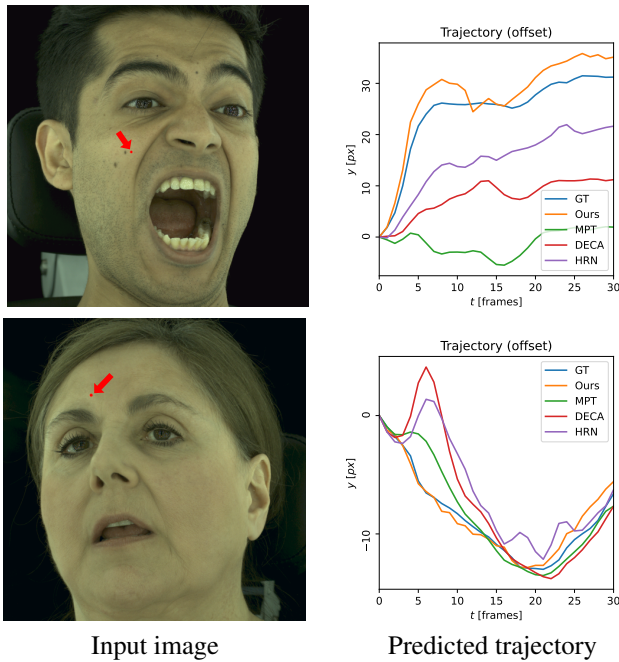 Trajectory (offset)
y [px]
30
20
10
0
GT
Ours
MPT
DECA
HRN
0 5 10 15 20 25 30
t [frames]
Trajectory (offset)
y [px]
0
−10
GT
Ours
MPT
DECA
HRN
0 5 10 15 20 25 30
t [frames]
Input image
Predicted trajectory